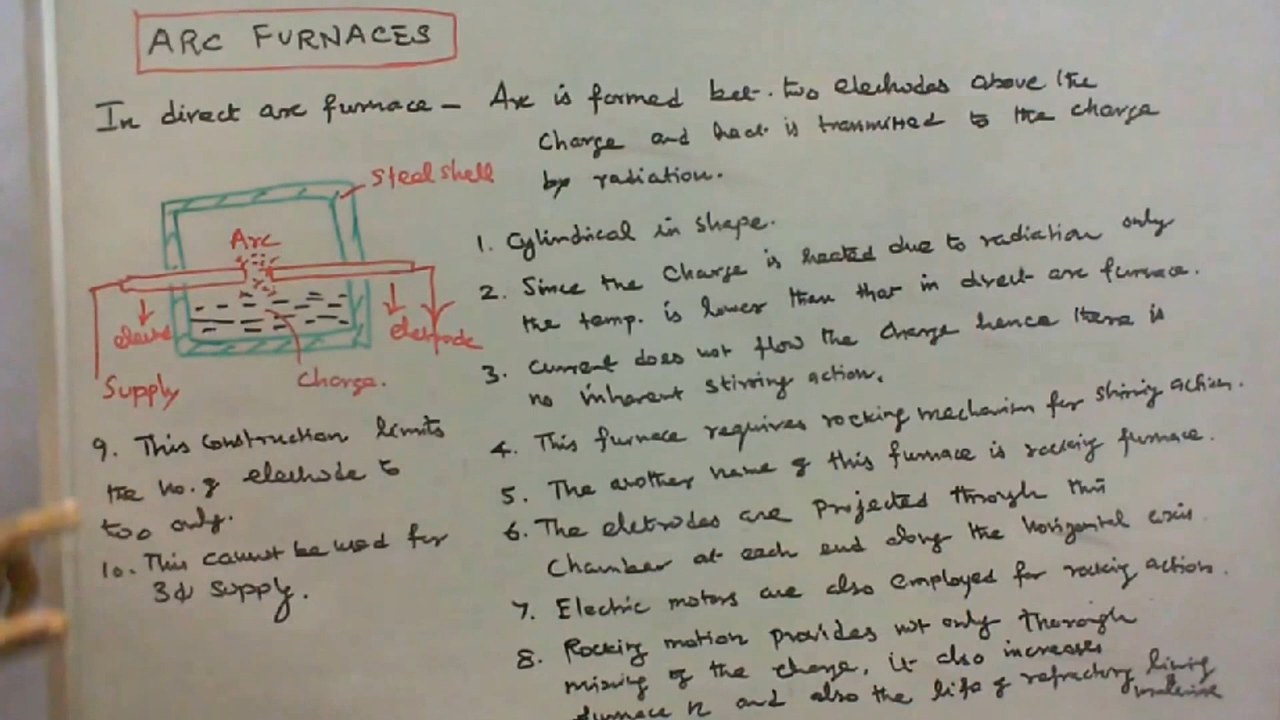 ARC FURNACES
In direct arc furnace – Arc is formed bet. two electrodes above the
Charge and heat is transmitted to the charge
by radiation.
Steel shell
Arc
electrode
Supply
Charge.
1. Cylindrical in shape.
2. Since the Charge is heated due to radiation only
the temp. is lower than that in direct arc furnace.
3. Current does not flow the charge hence there is
no inherent stirring action.
4. This furnace requires rocking mechanism for stirring action.
5. The another name of this furnace is rocking furnace.
6. The eletrodes are projected through this
Chamber at each end along the horizontal axis.
7. Electric motors are also employed for rocking action.
8. Rocking motion provides not only thorough
mixing of the charge, it also increases
furnace η and also the life of refractory lining
material
9. This construction limits
the no. of electrode to
too only.
10. This cannot be used for
3ϕ supply.